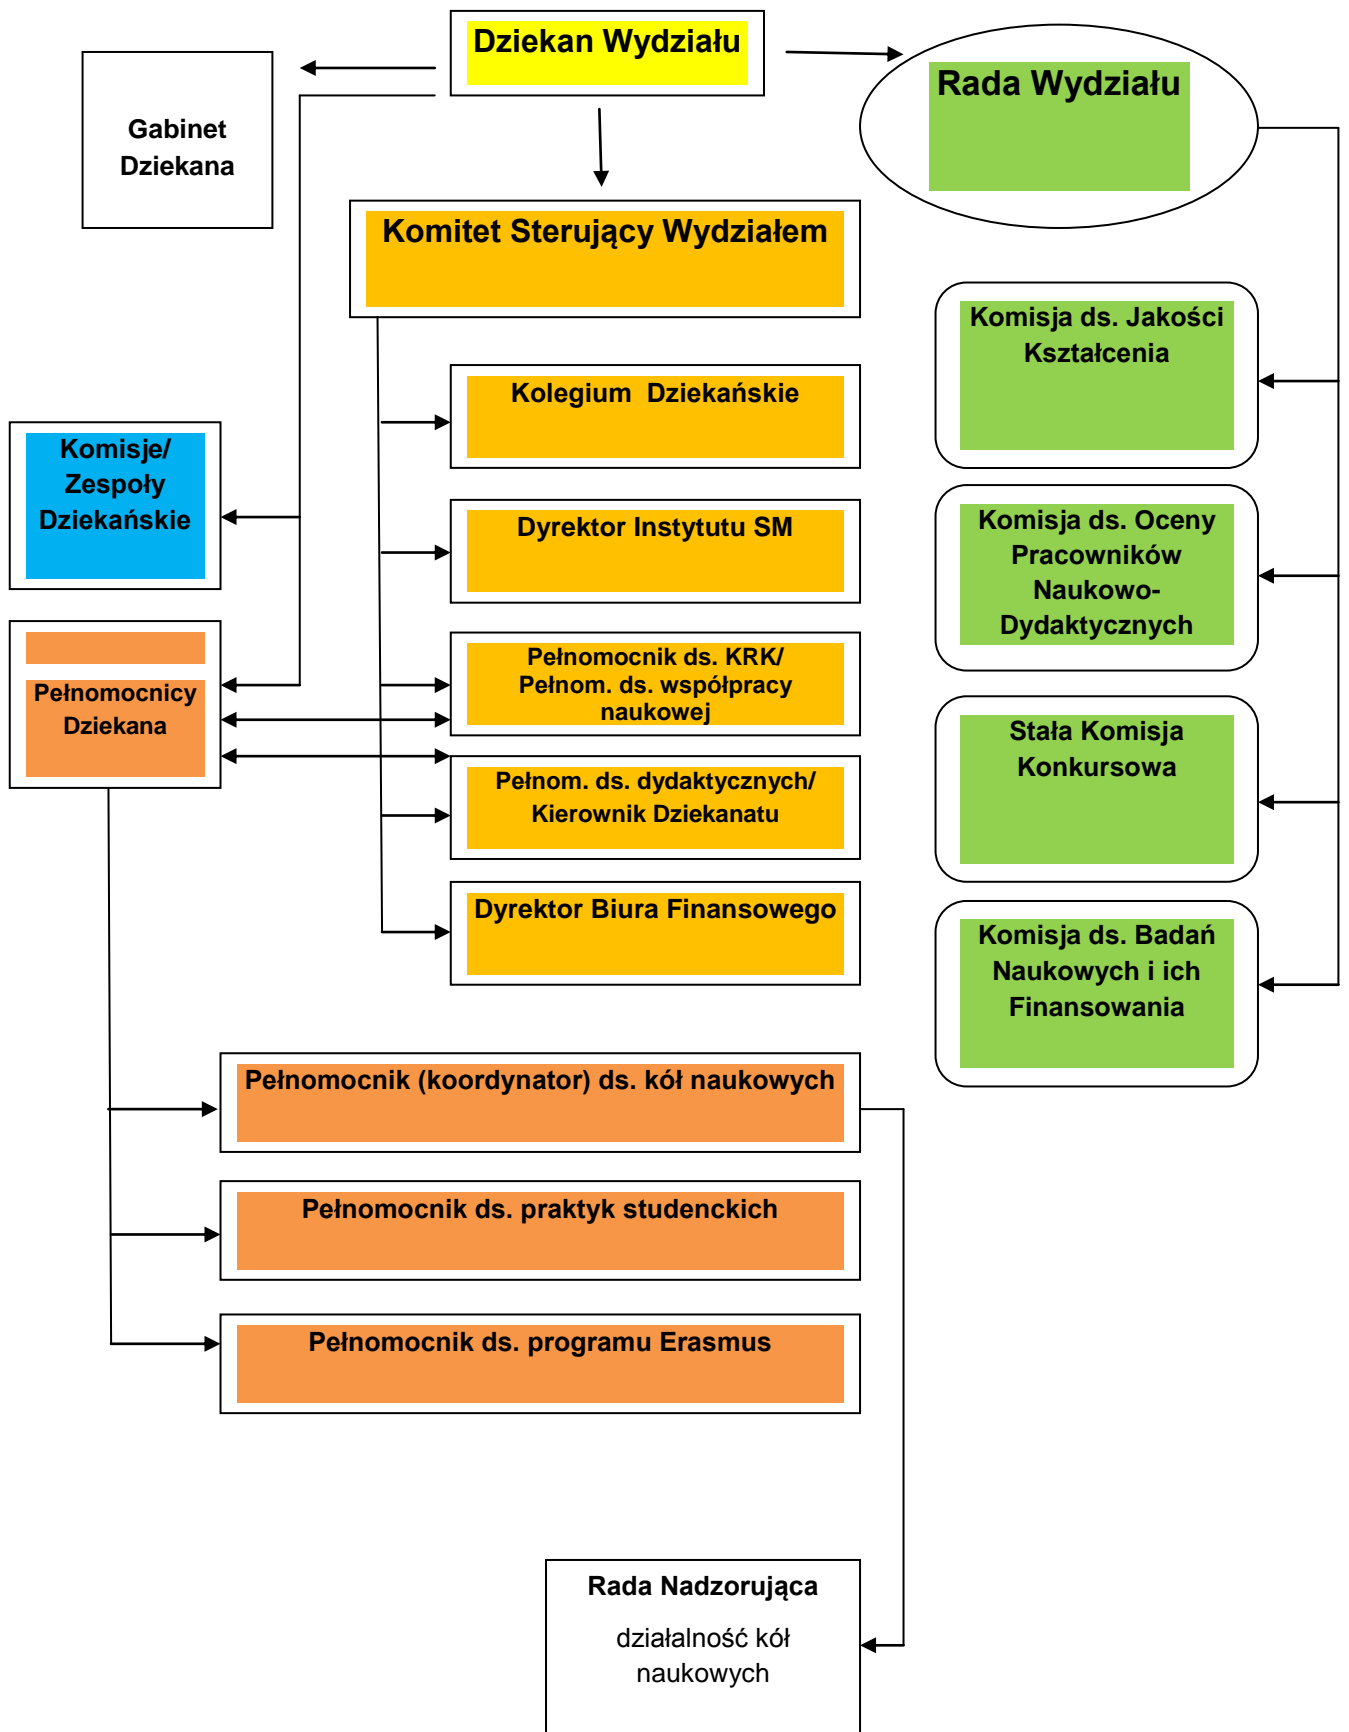 Dziekan Wydziału
Rada Wydziału
Gabinet
Dziekana
Komitet Sterujący Wydziałem
Komisja ds. Jakości
Kształcenia
Kolegium  Dziekańskie
Komisje/
Zespoły
Dziekańskie
Dyrektor Instytutu SM
Komisja ds. Oceny
Pracowników
Naukowo-
Dydaktycznych
Pełnomocnicy
Dziekana
Pełnomocnik ds. KRK/
Pełnom. ds. współpracy
naukowej
Stała Komisja
Konkursowa
Pełnom. ds. dydaktycznych/
Kierownik Dziekanatu
Dyrektor Biura Finansowego
Komisja ds. Badań
Naukowych i ich
Finansowania
Pełnomocnik (koordynator) ds. kół naukowych
Pełnomocnik ds. praktyk studenckich
Pełnomocnik ds. programu Erasmus
Rada Nadzorująca
działalność kół
naukowych